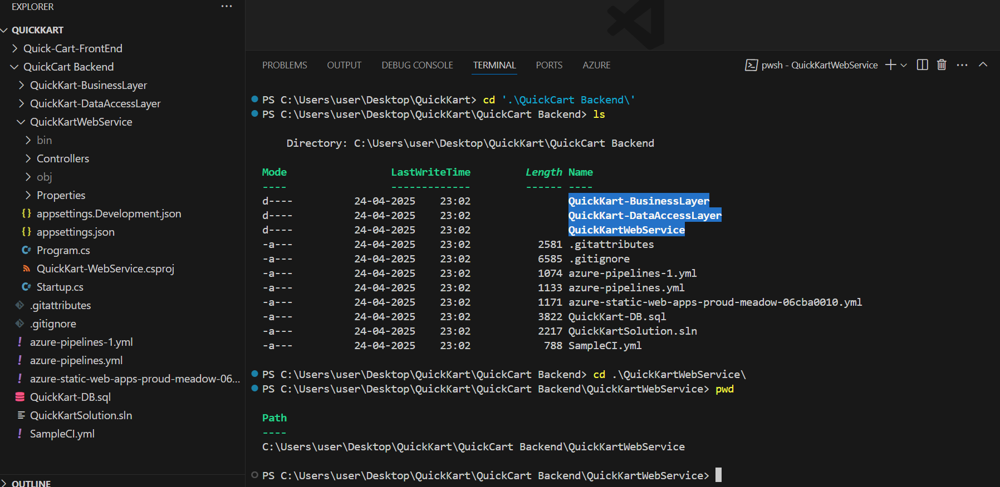 EXPLORER
QUICKKART
Quick-Cart-FrontEnd
QuickCart Backend
QuickKart-BusinessLayer
QuickKart-DataAccessLayer
QuickKartWebService
bin
Controllers
obj
Properties
{} appsettings.Development.json
{} appsettings.json
C# Program.cs
QuickKart-WebService.csproj
C# Startup.cs
.gitattributes
.gitignore
! azure-pipelines-1.yml
! azure-pipelines.yml
! azure-static-web-apps-proud-meadow-06...
QuickKart-DB.sql
QuickKartSolution.sln
! SampleCI.yml
OUTLINE
PROBLEMS OUTPUT DEBUG CONSOLE TERMINAL PORTS AZURE
pwsh - QuickKartWebService
PS C:\Users\user\Desktop\QuickKart> cd '.\QuickCart Backend\'
PS C:\Users\user\Desktop\QuickKart\QuickCart Backend> ls
Directory: C:\Users\user\Desktop\QuickKart\QuickCart Backend
Mode LastWriteTime Length Name
---- ------------- ------ ----
d---- 24-04-2025 23:02 QuickKart-BusinessLayer
d---- 24-04-2025 23:02 QuickKart-DataAccessLayer
d---- 24-04-2025 23:02 QuickKartWebService
-a--- 24-04-2025 23:02 2581 .gitattributes
-a--- 24-04-2025 23:02 6585 .gitignore
-a--- 24-04-2025 23:02 1074 azure-pipelines-1.yml
-a--- 24-04-2025 23:02 1133 azure-pipelines.yml
-a--- 24-04-2025 23:02 1171 azure-static-web-apps-proud-meadow-06cba0010.yml
-a--- 24-04-2025 23:02 3822 QuickKart-DB.sql
-a--- 24-04-2025 23:02 2217 QuickKartSolution.sln
-a--- 24-04-2025 23:02 788 SampleCI.yml
PS C:\Users\user\Desktop\QuickKart\QuickCart Backend> cd .\QuickKartWebService\
PS C:\Users\user\Desktop\QuickKart\QuickCart Backend\QuickKartWebService> pwd
Path
----
C:\Users\user\Desktop\QuickKart\QuickCart Backend\QuickKartWebService
PS C:\Users\user\Desktop\QuickKart\QuickCart Backend\QuickKartWebService>